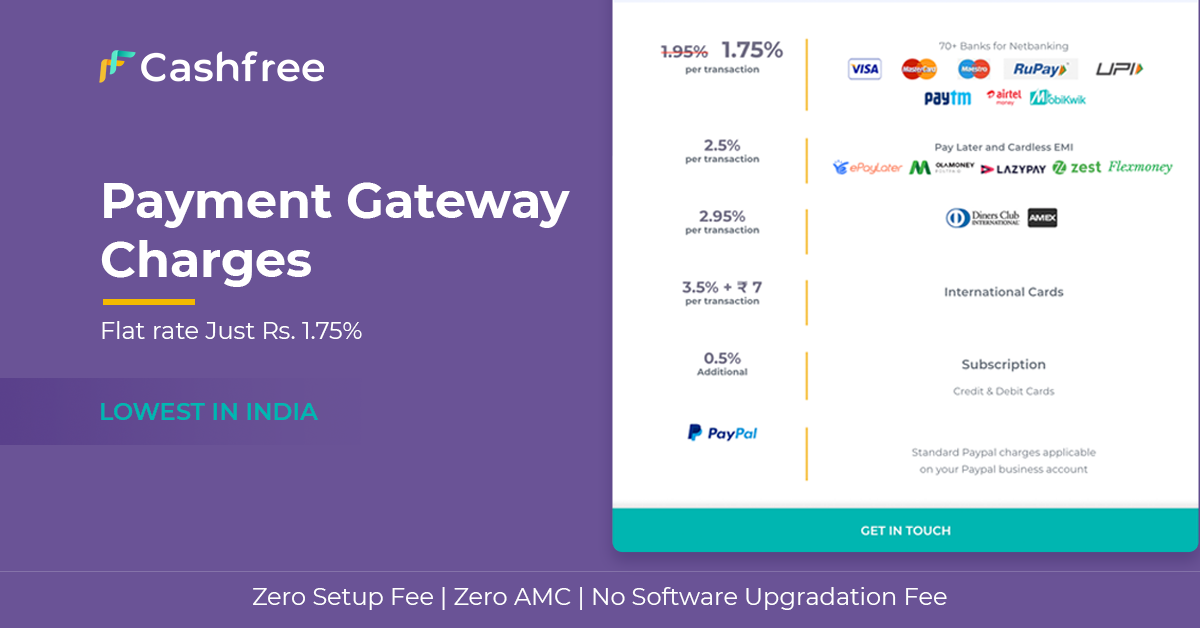 Cashfree
Payment Gateway
Charges
Flat rate Just Rs. 1.75%
LOWEST IN INDIA
1.95% 1.75%
per transaction
70+ Banks for Netbanking
VISA MasterCard Maestro RuPay UPI
paytm airtel money MobiKwik
2.5%
per transaction
Pay Later and Cardless EMI
ePayLater OLAMONEY LAZYPAY zest Flexmoney
2.95%
per transaction
Diners Club INTERNATIONAL AMEX
3.5% + ₹ 7
per transaction
International Cards
0.5%
Additional
Subscription
Credit & Debit Cards
PayPal
Standard Paypal charges applicable
on your Paypal business account
GET IN TOUCH
Zero Setup Fee | Zero AMC | No Software Upgradation Fee